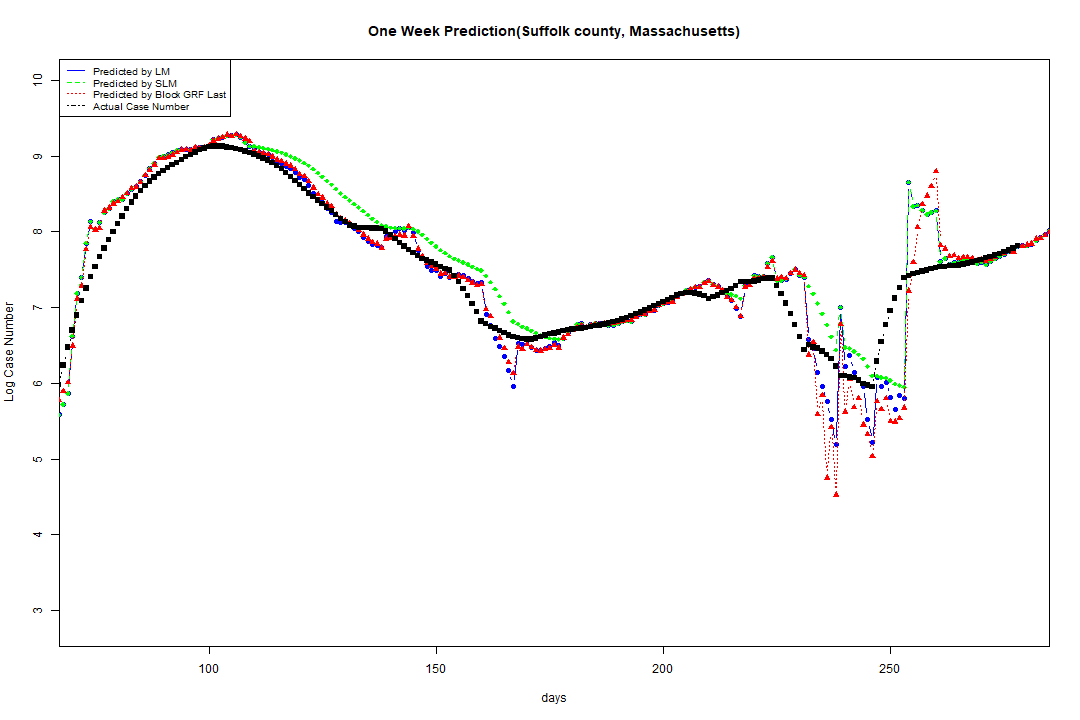 One Week Prediction(Suffolk county, Massachusetts)
Predicted by LM
Predicted by SLM
Predicted by Block GRF Last
Actual Case Number
Log Case Number
10
9
8
7
6
5
4
3
100
150
200
250
days